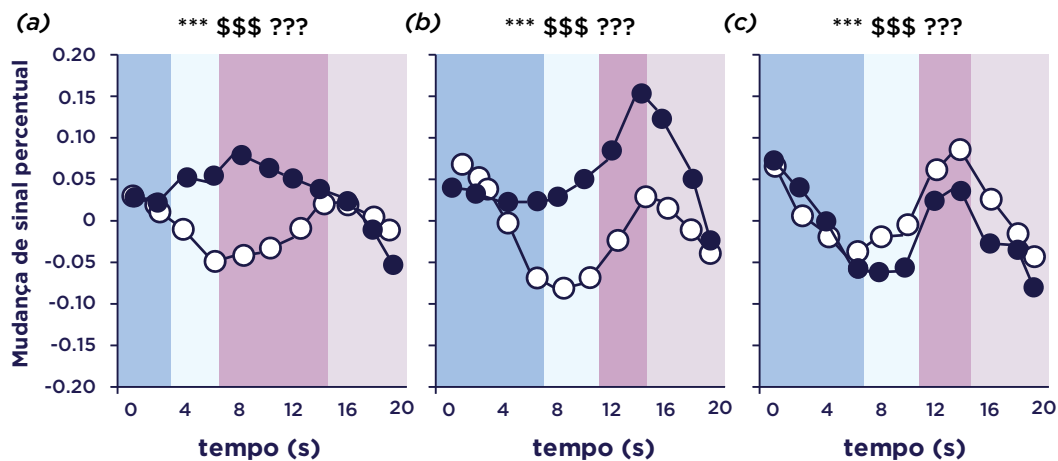 (a) *** $$$ ???
(b) *** $$$ ???
(c) *** $$$ ???
Mudança de sinal percentual
0.20
0.15
0.10
0.05
0
-0.05
-0.10
-0.20
0 4 8 12 16 20
0 4 8 12 16 20
0 4 8 12 16 20
tempo (s)
tempo (s)
tempo (s)